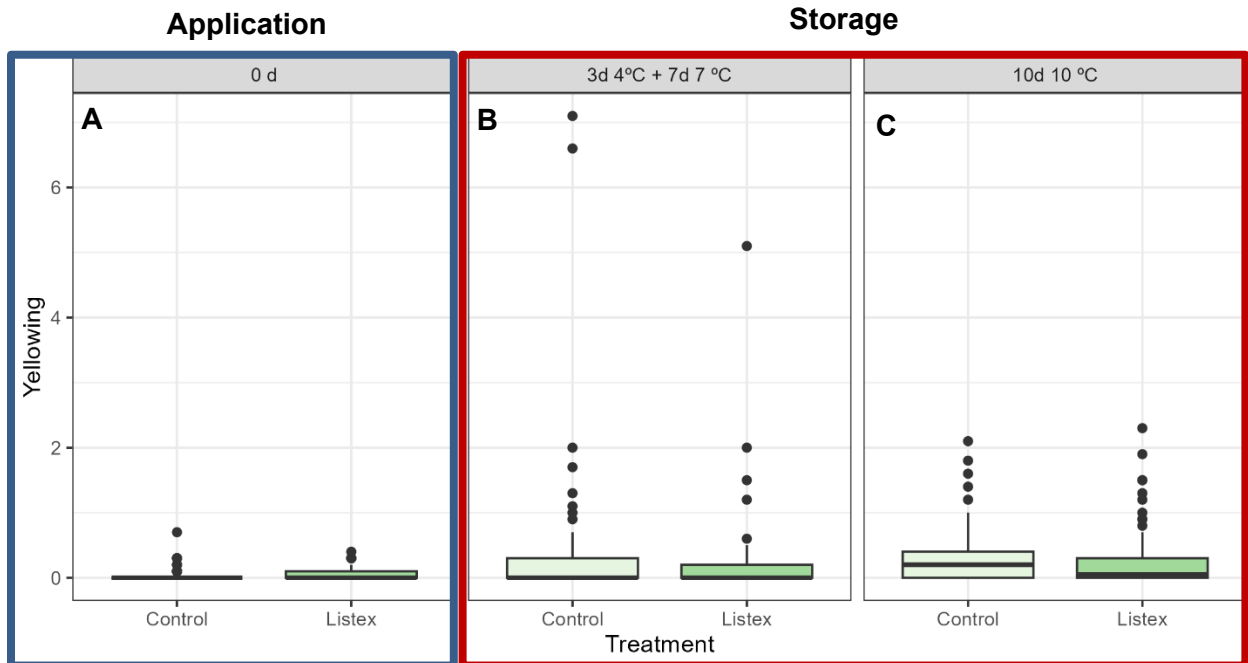 Application
Storage
0 d
3d 4ºC + 7d 7 ºC
10d 10 ºC
A
B
C
6
4
2
0
Yellowing
Control
Listex
Control
Listex
Control
Listex
Treatment